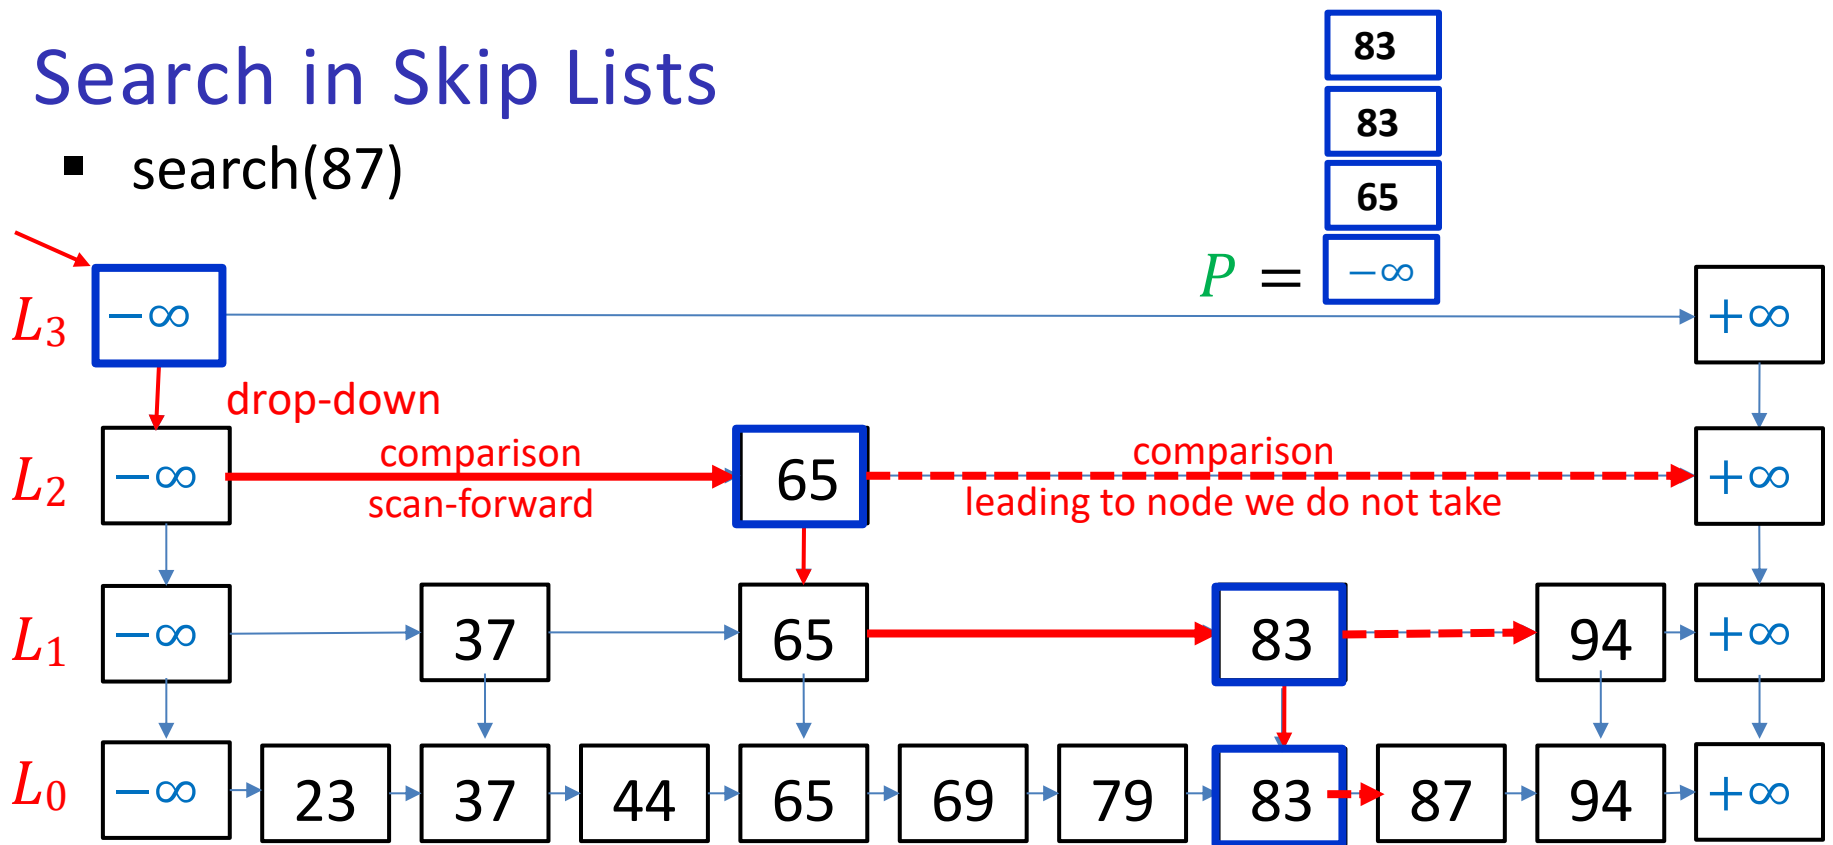 Search in Skip Lists
▪ search(87)
83
83
65
P = −∞
L3 −∞ +∞
drop-down
L2 −∞ comparison 65 comparison +∞
scan-forward leading to node we do not take
L1 −∞ 37 65 83 94 +∞
L0 −∞ 23 37 44 65 69 79 83 87 94 +∞